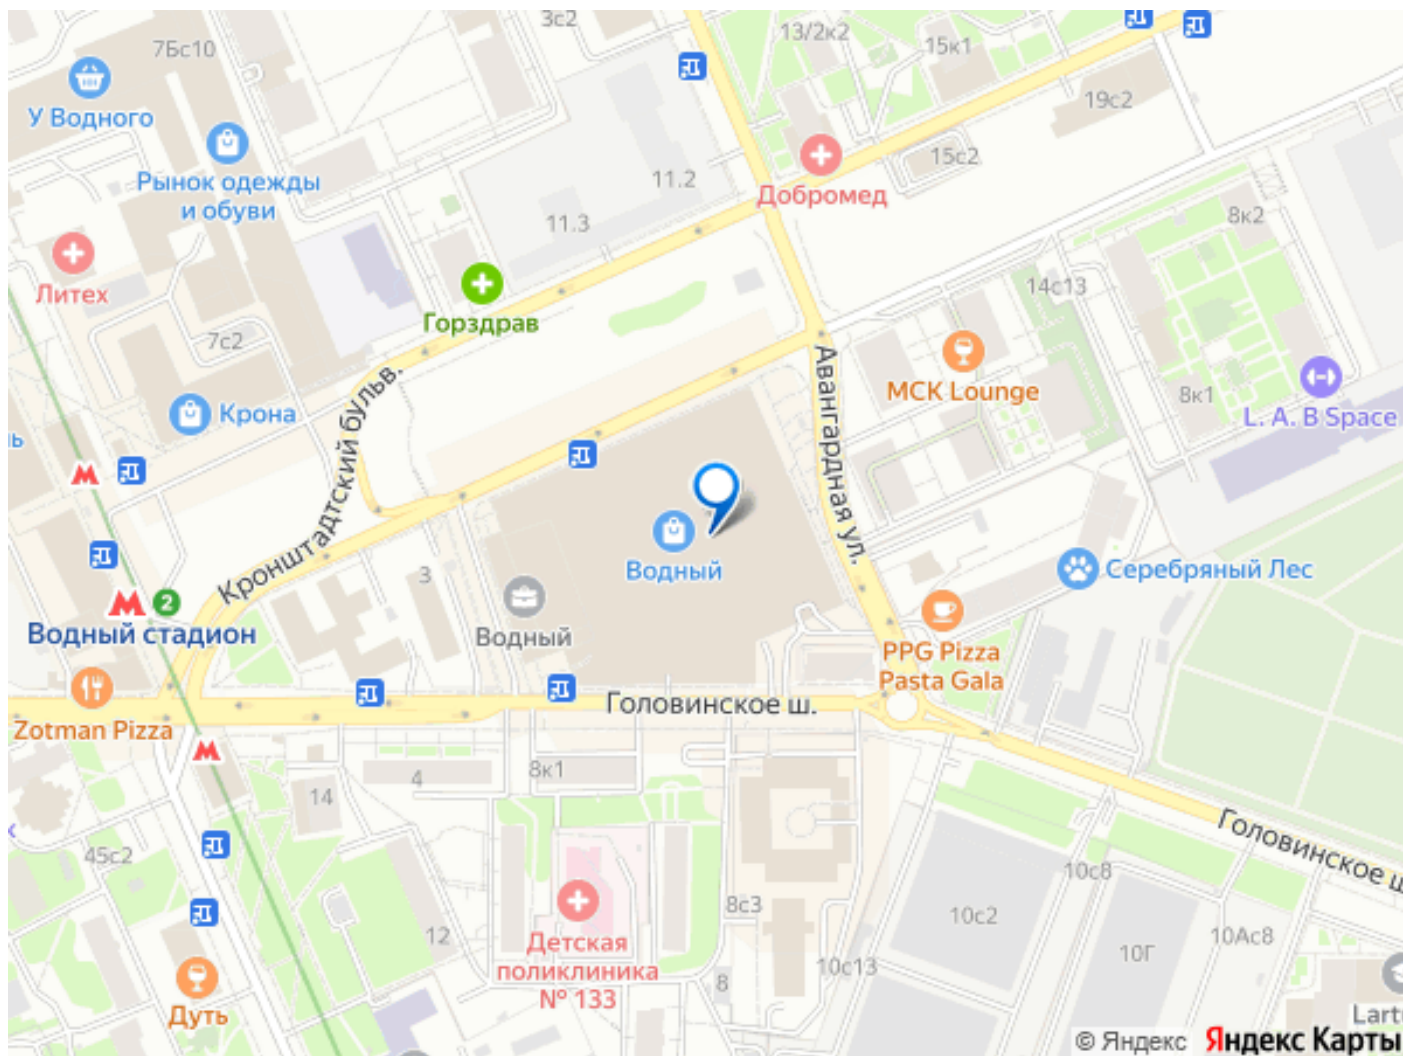 3с2
13/2к2
15к1
7Бс10
19с2
У Водного
15с2
Рынок одежды
и обуви
11.2
Добромед
11.3
8к2
Литех
14с13
Горздрав
7с2
MCK Lounge
8к1
Крона
L. A. B Space
Авангардная ул.
Кронштадтский бульв.
Водный
3
Серебряный Лес
2
Водный стадион
Водный
PPG Pizza
Pasta Gala
Головинское ш.
Zotman Pizza
8к1
4
14
Головинское ш.
45с2
10с8
8с3
10с2
12
10Г
10Ас8
Детская
поликлиника
№ 133
10с13
8
Дуть
Lart
© Яндекс Яндекс Карты